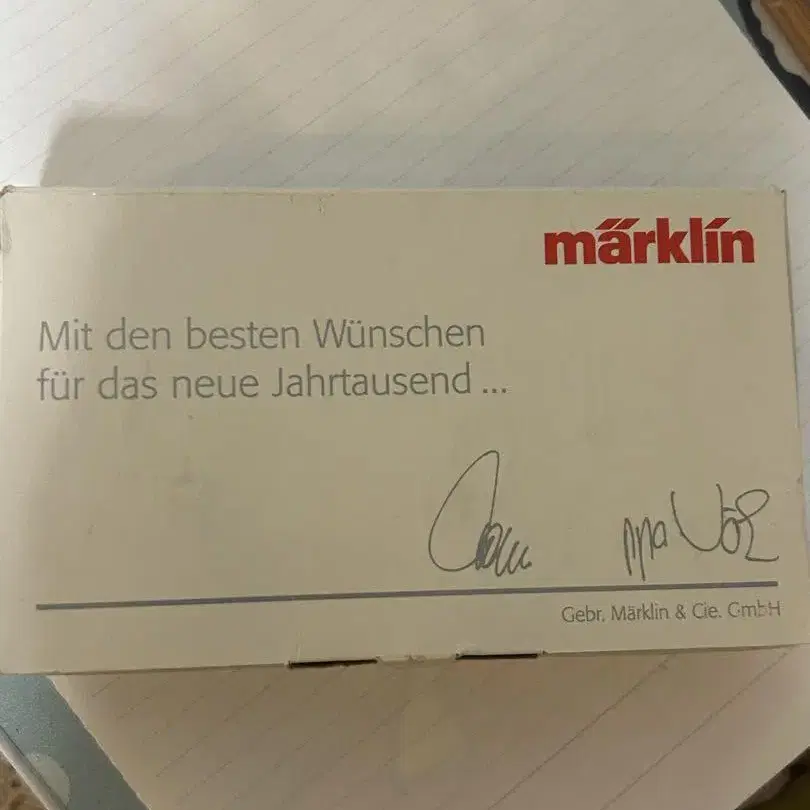 märklin
Mit den besten Wünschen
für das neue Jahrtausend ...
Gebr. Märklin & Cie. GmbH